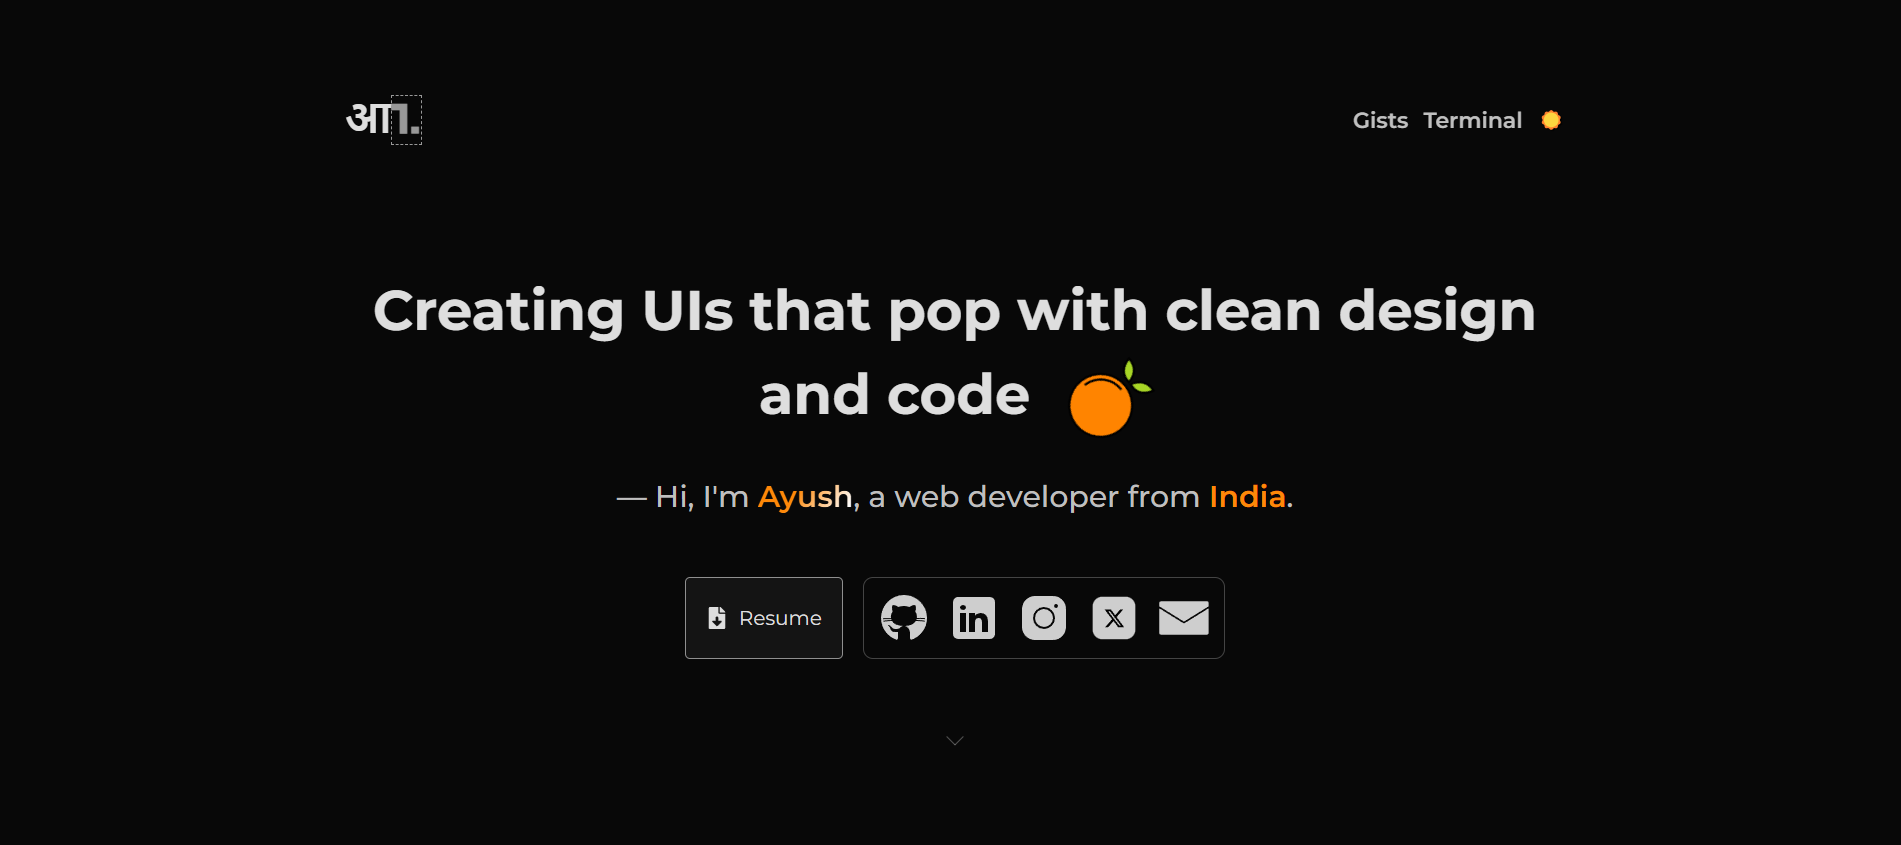 आ1.
Gists Terminal
Creating UIs that pop with clean design
and code
— Hi, I'm Ayush, a web developer from India.
Resume
in
X